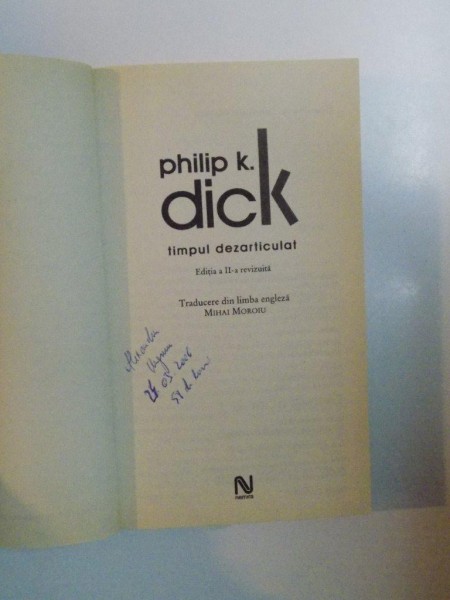 philip k.
dick
timpul dezarticulat
Ediția a II-a revizuită
Traducere din limba engleză
MIHAI MOROIU
nemira